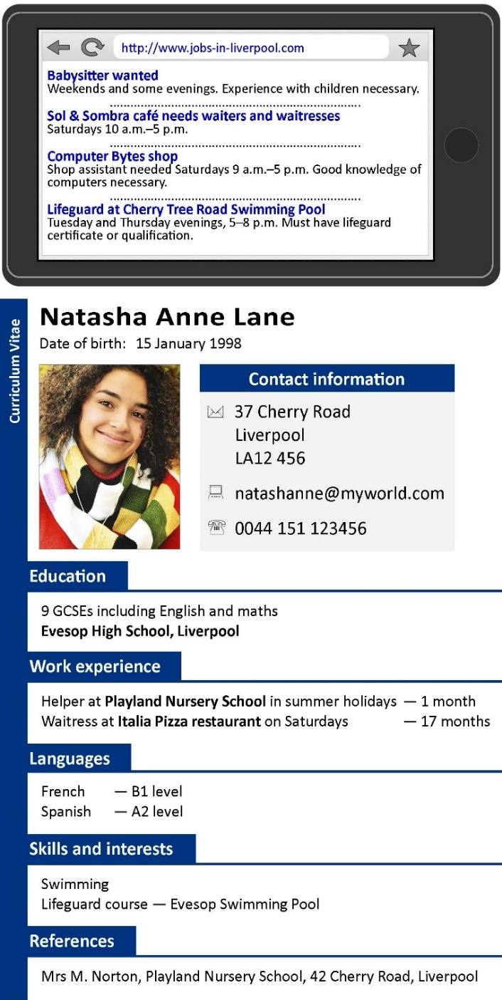 http://www.jobs-in-liverpool.com
Babysitter wanted
Weekends and some evenings. Experience with children necessary.
Sol & Sombra café needs waiters and waitresses
Saturdays 10 a.m.–5 p.m.
Computer Bytes shop
Shop assistant needed Saturdays 9 a.m.–5 p.m. Good knowledge of
computers necessary.
Lifeguard at Cherry Tree Road Swimming Pool
Tuesday and Thursday evenings, 5–8 p.m. Must have lifeguard
certificate or qualification.
Curriculum Vitae
Natasha Anne Lane
Date of birth: 15 January 1998
Contact information
37 Cherry Road
Liverpool
LA12 456
natashanne@myworld.com
0044 151 123456
Education
9 GCSEs including English and maths
Evesop High School, Liverpool
Work experience
Helper at Playland Nursery School in summer holidays — 1 month
Waitress at Italia Pizza restaurant on Saturdays — 17 months
Languages
French — B1 level
Spanish — A2 level
Skills and interests
Swimming
Lifeguard course — Evesop Swimming Pool
References
Mrs M. Norton, Playland Nursery School, 42 Cherry Road, Liverpool